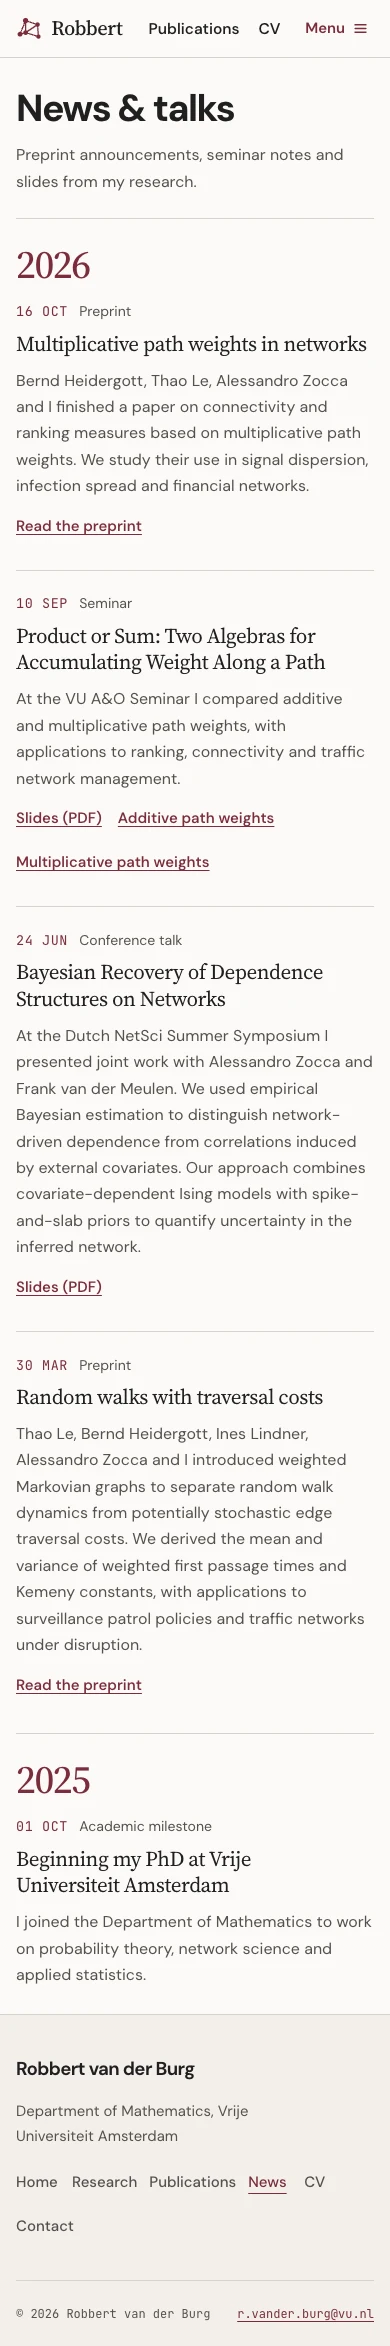 Robbert Publications CV Menu
News & talks
Preprint announcements, seminar notes and
slides from my research.
2026
16 OCT Preprint
Multiplicative path weights in networks
Bernd Heidergott, Thao Le, Alessandro Zocca
and I finished a paper on connectivity and
ranking measures based on multiplicative path
weights. We study their use in signal dispersion,
infection spread and financial networks.
Read the preprint
10 SEP Seminar
Product or Sum: Two Algebras for
Accumulating Weight Along a Path
At the VU A&O Seminar I compared additive
and multiplicative path weights, with
applications to ranking, connectivity and traffic
network management.
Slides (PDF) Additive path weights
Multiplicative path weights
24 JUN Conference talk
Bayesian Recovery of Dependence
Structures on Networks
At the Dutch NetSci Summer Symposium I
presented joint work with Alessandro Zocca and
Frank van der Meulen. We used empirical
Bayesian estimation to distinguish network-
driven dependence from correlations induced
by external covariates. Our approach combines
covariate-dependent Ising models with spike-
and-slab priors to quantify uncertainty in the
inferred network.
Slides (PDF)
30 MAR Preprint
Random walks with traversal costs
Thao Le, Bernd Heidergott, Ines Lindner,
Alessandro Zocca and I introduced weighted
Markovian graphs to separate random walk
dynamics from potentially stochastic edge
traversal costs. We derived the mean and
variance of weighted first passage times and
Kemeny constants, with applications to
surveillance patrol policies and traffic networks
under disruption.
Read the preprint
2025
01 OCT Academic milestone
Beginning my PhD at Vrije
Universiteit Amsterdam
I joined the Department of Mathematics to work
on probability theory, network science and
applied statistics.
Robbert van der Burg
Department of Mathematics, Vrije
Universiteit Amsterdam
Home Research Publications News CV
Contact
© 2026 Robbert van der Burg r.vander.burg@vu.nl